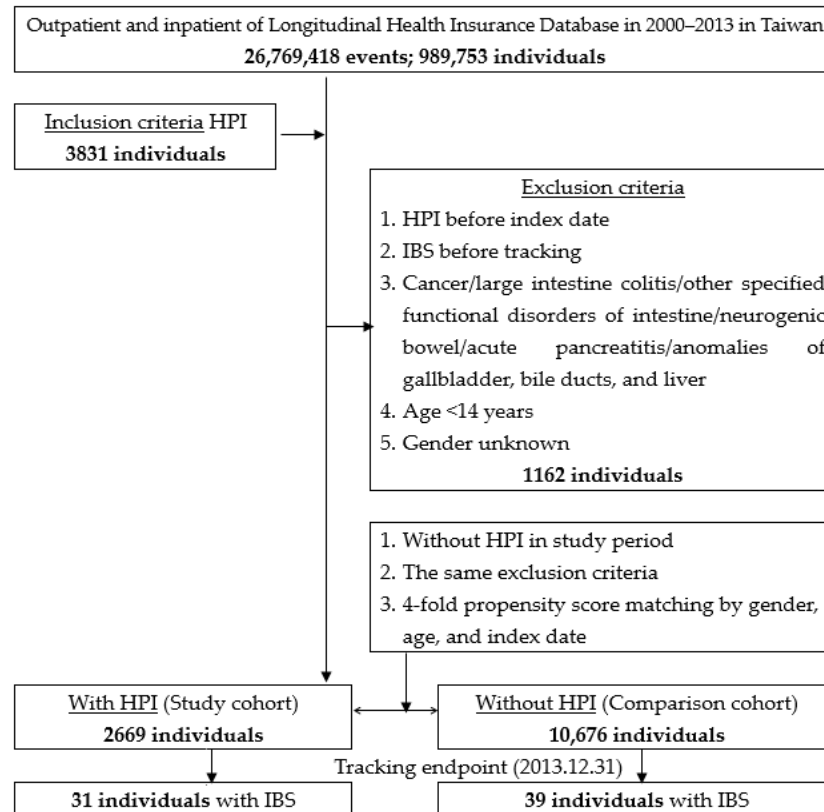 Outpatient and inpatient of Longitudinal Health Insurance Database in 2000–2013 in Taiwan
26,769,418 events; 989,753 individuals
Inclusion criteria HPI
3831 individuals
Exclusion criteria
1. HPI before index date
2. IBS before tracking
3. Cancer/large intestine colitis/other specified
functional disorders of intestine/neurogenic
bowel/acute pancreatitis/anomalies of
gallbladder, bile ducts, and liver
4. Age <14 years
5. Gender unknown
1162 individuals
1. Without HPI in study period
2. The same exclusion criteria
3. 4-fold propensity score matching by gender,
age, and index date
With HPI (Study cohort)
2669 individuals
Without HPI (Comparison cohort)
10,676 individuals
Tracking endpoint (2013.12.31)
31 individuals with IBS
39 individuals with IBS